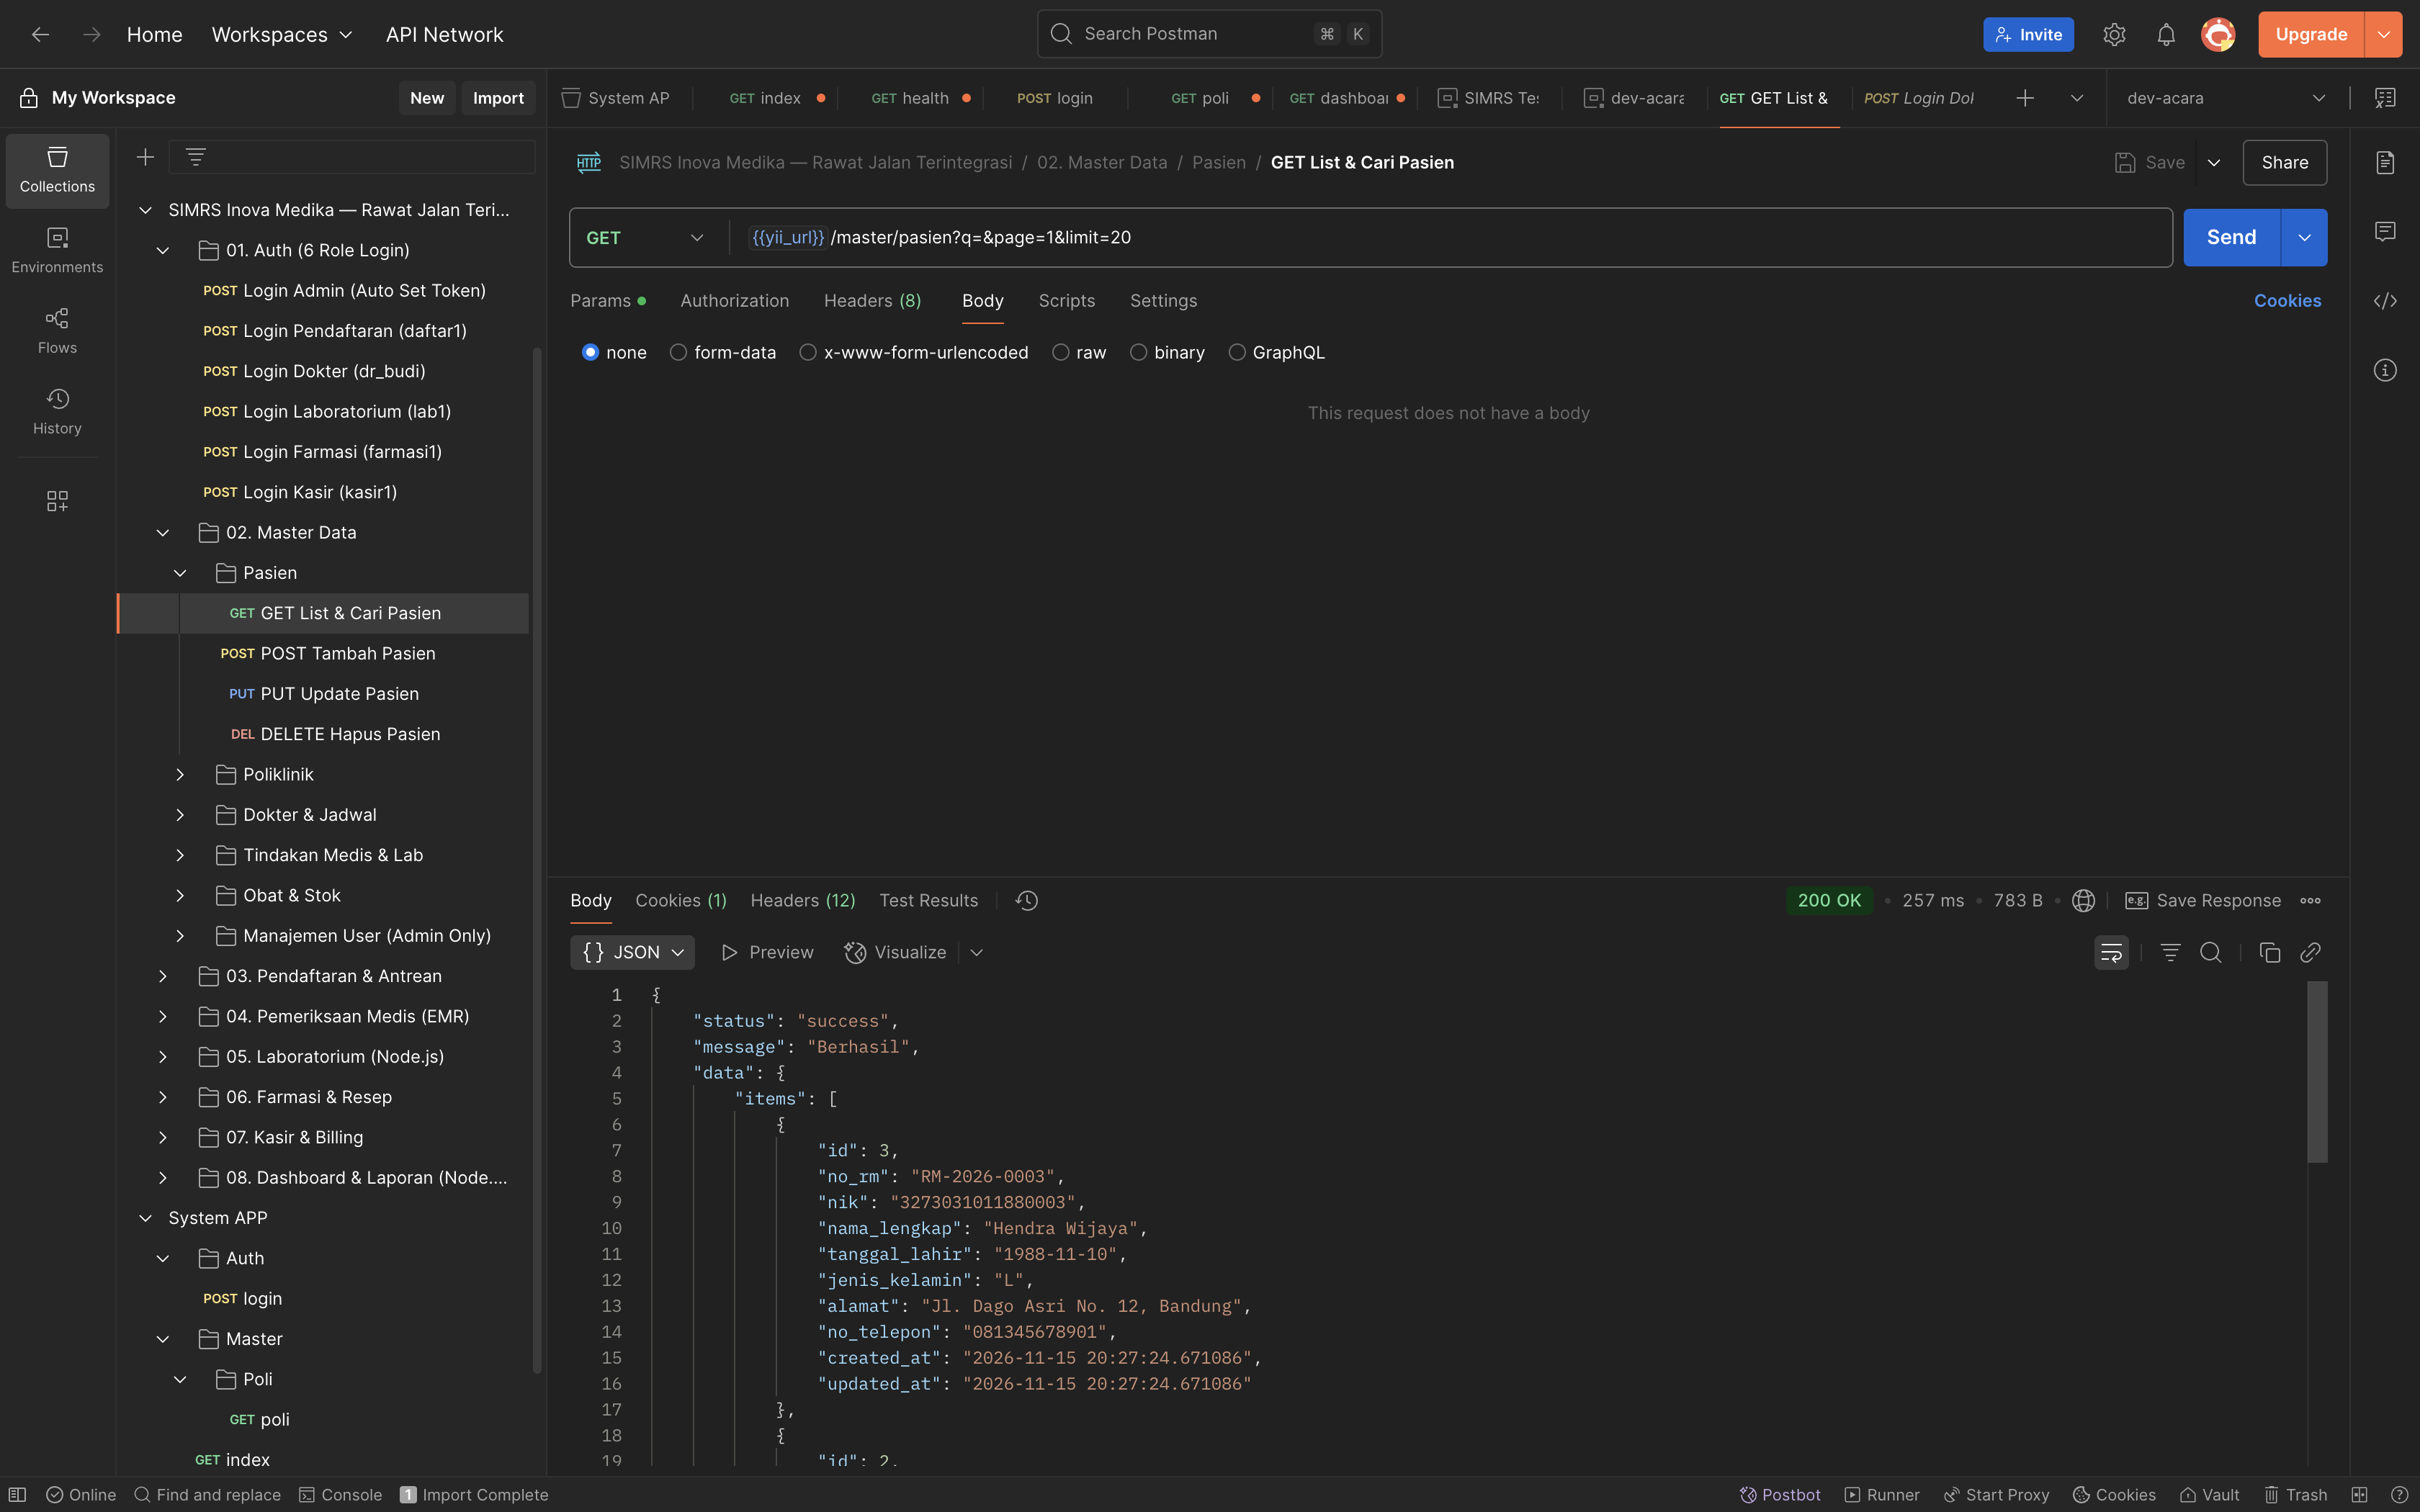 Home
Workspaces
API Network
Search Postman
⌘ K
Invite
Upgrade
My Workspace
New
Import
System AP
GET index
GET health
POST login
GET poli
GET dashboar
SIMRS Te
dev-acara
GET GET List &
POST Login Do
dev-acara
Collections
Environments
Flows
History
SIMRS Inova Medika — Rawat Jalan Teri...
01. Auth (6 Role Login)
POST Login Admin (Auto Set Token)
POST Login Pendaftaran (daftar1)
POST Login Dokter (dr_budi)
POST Login Laboratorium (lab1)
POST Login Farmasi (farmasi1)
POST Login Kasir (kasir1)
02. Master Data
Pasien
GET GET List & Cari Pasien
POST POST Tambah Pasien
PUT PUT Update Pasien
DEL DELETE Hapus Pasien
Poliklinik
Dokter & Jadwal
Tindakan Medis & Lab
Obat & Stok
Manajemen User (Admin Only)
03. Pendaftaran & Antrean
04. Pemeriksaan Medis (EMR)
05. Laboratorium (Node.js)
06. Farmasi & Resep
07. Kasir & Billing
08. Dashboard & Laporan (Node....
System APP
Auth
POST login
Master
Poli
GET poli
GET index
HTTP SIMRS Inova Medika — Rawat Jalan Terintegrasi / 02. Master Data / Pasien / GET List & Cari Pasien
Save
Share
GET
{{yii_url}} /master/pasien?q=&page=1&limit=20
Send
Params
Authorization
Headers (8)
Body
Scripts
Settings
Cookies
none
form-data
x-www-form-urlencoded
raw
binary
GraphQL
This request does not have a body
Body
Cookies (1)
Headers (12)
Test Results
200 OK • 257 ms • 783 B
e.g. Save Response
{} JSON
Preview
Visualize
1 {
2 "status": "success",
3 "message": "Berhasil",
4 "data": {
5 "items": [
6 {
7 "id": 3,
8 "no_rm": "RM-2026-0003",
9 "nik": "3273031011880003",
10 "nama_lengkap": "Hendra Wijaya",
11 "tanggal_lahir": "1988-11-10",
12 "jenis_kelamin": "L",
13 "alamat": "Jl. Dago Asri No. 12, Bandung",
14 "no_telepon": "081345678901",
15 "created_at": "2026-11-15 20:27:24.671086",
16 "updated_at": "2026-11-15 20:27:24.671086"
17 },
18 {
19 "id": 2,
Online
Find and replace
Console
1 Import Complete
Postbot
Runner
Start Proxy
Cookies
Vault
Trash